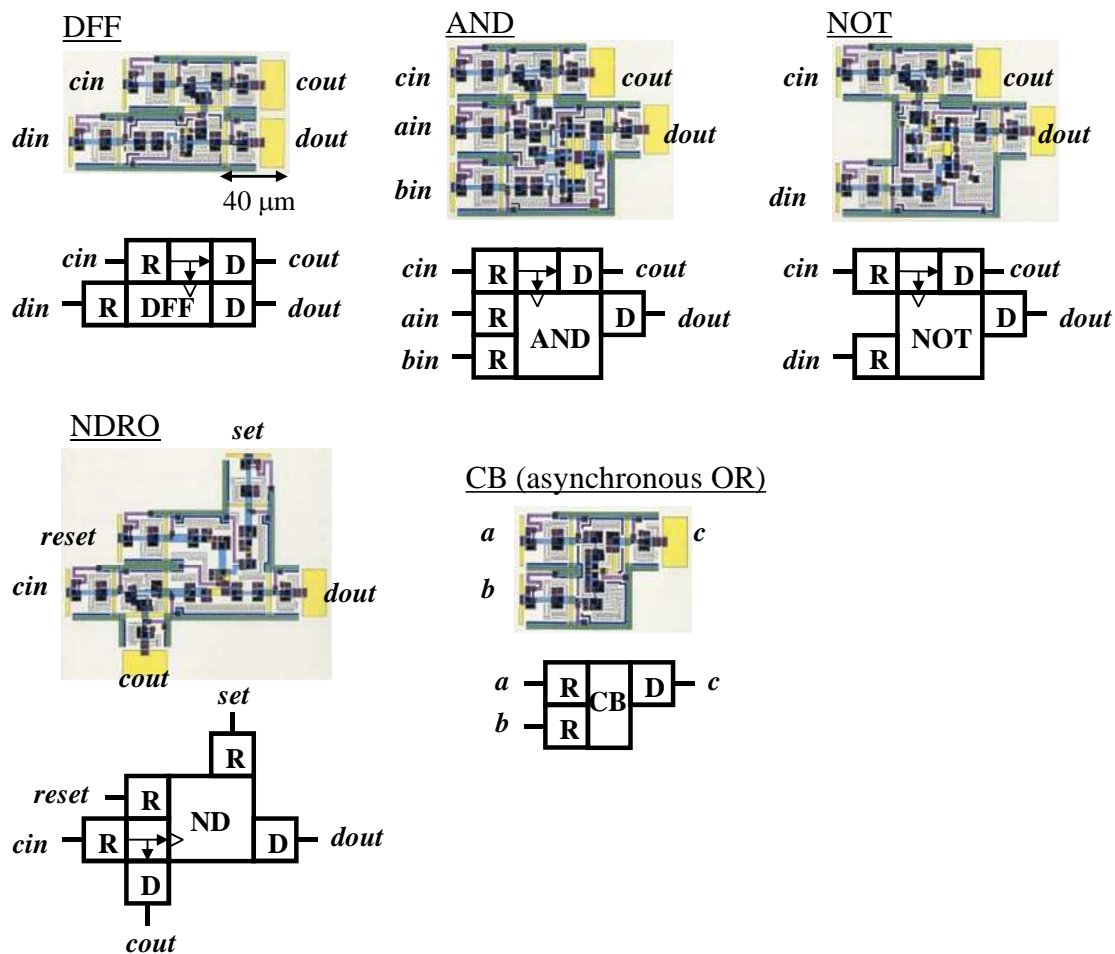 DFF
cin
cout
din
dout
40 μm
cin R D cout
din R DFF D dout
AND
cin
cout
ain
dout
bin
cin R D cout
ain R AND D dout
bin R
NOT
cin
cout
dout
din
cin R D cout
NOT D dout
din R
NDRO
set
reset
cin
dout
cout
set
R
reset R ND
cin R D dout
D
cout
CB (asynchronous OR)
a
c
b
a R CB D c
b R